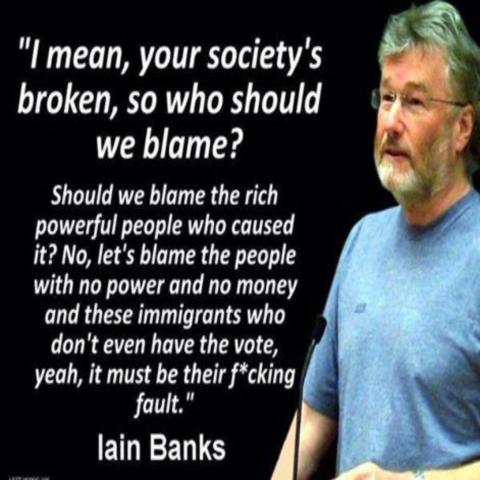 "I mean, your society's
broken, so who should
we blame?
Should we blame the rich
powerful people who caused
it? No, let's blame the people
with no power and no money
and these immigrants who
don't even have the vote,
yeah, it must be their f*cking
fault."
Iain Banks